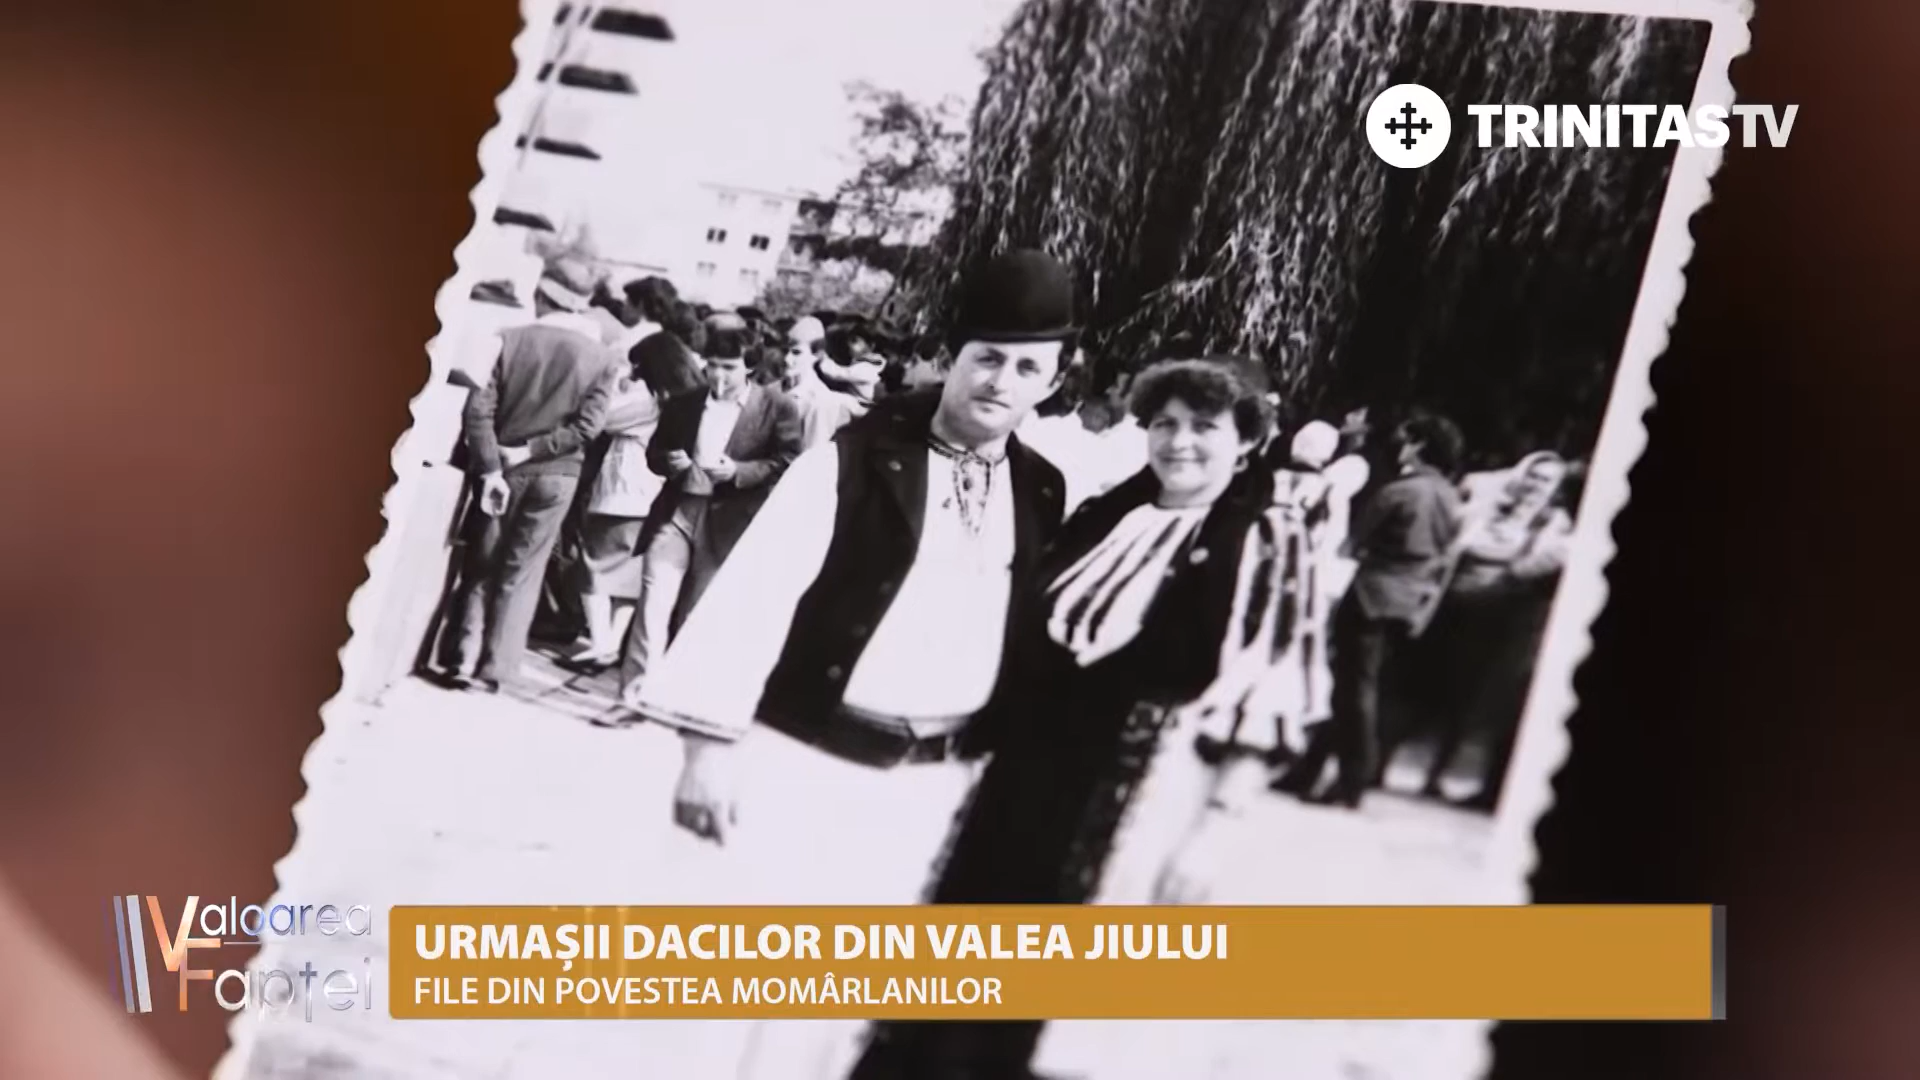 TRINITAS TV
Valoarea
Faptei
URMAȘII DACILOR DIN VALEA JIULUI
FILE DIN POVESTEA MOMÂRLANILOR